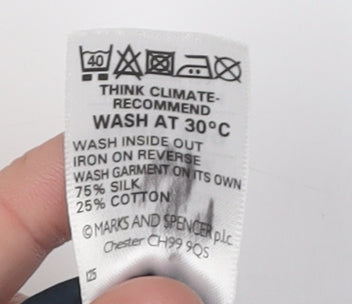 40
THINK CLIMATE-
RECOMMEND
WASH AT 30°C
WASH INSIDE OUT
IRON ON REVERSE
WASH GARMENT ON ITS OWN
75% SILK
25% COTTON
© MARKS AND SPENCER p.l.c.
Chester CH99 9QS
125